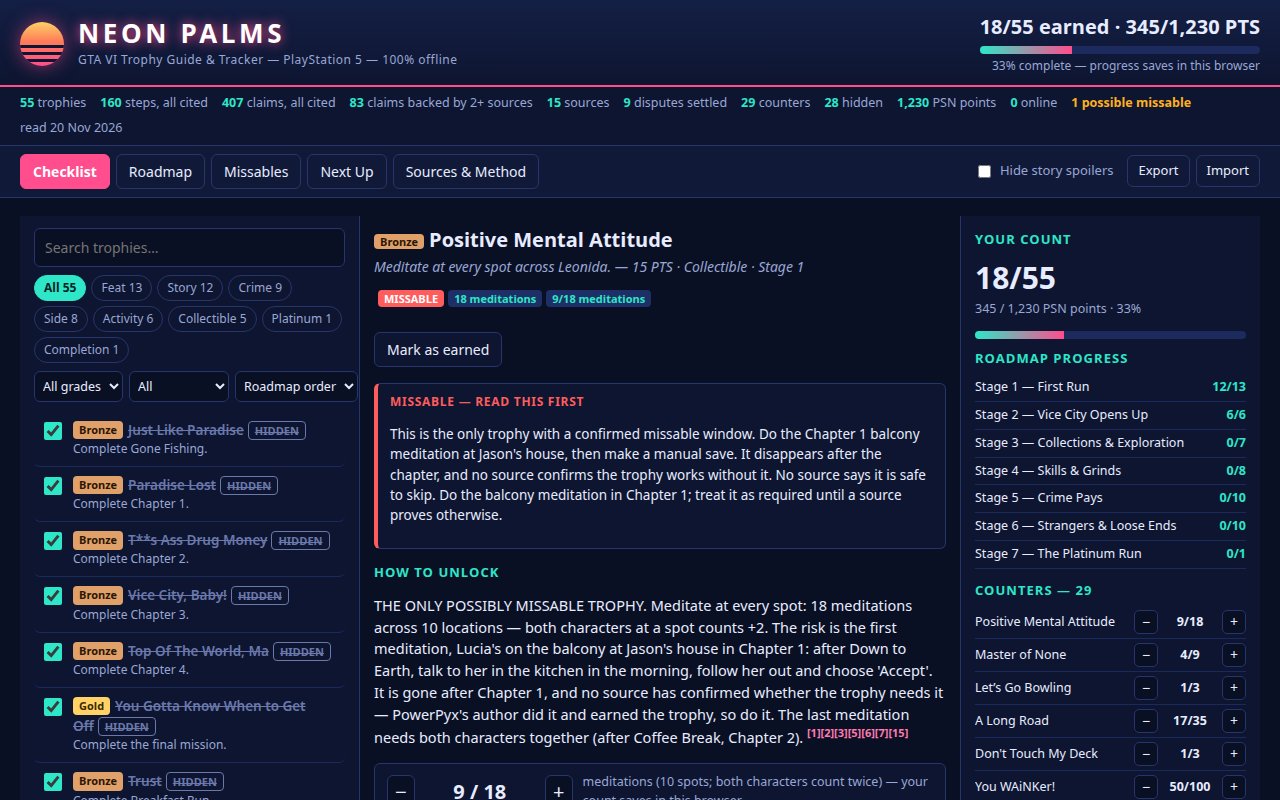 NEON PALMS
GTA VI Trophy Guide & Tracker — PlayStation 5 — 100% offline
18/55 earned · 345/1,230 PTS
33% complete — progress saves in this browser
55 trophies 160 steps, all cited 407 claims, all cited 83 claims backed by 2+ sources 15 sources 9 disputes settled 29 counters 28 hidden 1,230 PSN points 0 online 1 possible missable
read 20 Nov 2026
Checklist Roadmap Missables Next Up Sources & Method
Hide story spoilers Export Import
Search trophies...
All 55 Feat 13 Story 12 Crime 9
Side 8 Activity 6 Collectible 5 Platinum 1
Completion 1
All grades All Roadmap order
Bronze Just Like Paradise HIDDEN
Complete Gone Fishing.
Bronze Paradise Lost HIDDEN
Complete Chapter 1.
Bronze T**s Ass Drug Money HIDDEN
Complete Chapter 2.
Bronze Vice City, Baby! HIDDEN
Complete Chapter 3.
Bronze Top Of The World, Ma HIDDEN
Complete Chapter 4.
Gold You Gotta Know When to Get
Off HIDDEN
Complete the final mission.
Bronze Trust HIDDEN
Complete Breakfast Run.
Bronze Positive Mental Attitude
Meditate at every spot across Leonida. — 15 PTS · Collectible · Stage 1
MISSABLE 18 meditations 9/18 meditations
Mark as earned
MISSABLE — READ THIS FIRST
This is the only trophy with a confirmed missable window. Do the Chapter 1 balcony
meditation at Jason's house, then make a manual save. It disappears after the
chapter, and no source confirms the trophy works without it. No source says it is safe
to skip. Do the balcony meditation in Chapter 1; treat it as required until a source
proves otherwise.
HOW TO UNLOCK
THE ONLY POSSIBLY MISSABLE TROPHY. Meditate at every spot: 18 meditations
across 10 locations — both characters at a spot counts +2. The risk is the first
meditation, Lucia's on the balcony at Jason's house in Chapter 1: after Down to
Earth, talk to her in the kitchen in the morning, follow her out and choose 'Accept'.
It is gone after Chapter 1, and no source has confirmed whether the trophy needs it
— PowerPyx's author did it and earned the trophy, so do it. The last meditation
needs both characters together (after Coffee Break, Chapter 2). [1][2][3][5][6][7][15]
− 9 / 18 + meditations (10 spots; both characters count twice) — your
count saves in this browser
YOUR COUNT
18/55
345 / 1,230 PSN points · 33%
ROADMAP PROGRESS
Stage 1 — First Run 12/13
Stage 2 — Vice City Opens Up 6/6
Stage 3 — Collections & Exploration 0/7
Stage 4 — Skills & Grinds 0/8
Stage 5 — Crime Pays 0/10
Stage 6 — Strangers & Loose Ends 0/10
Stage 7 — The Platinum Run 0/1
COUNTERS — 29
Positive Mental Attitude − 9/18 +
Master of None − 4/9 +
Let's Go Bowling − 1/3 +
A Long Road − 17/35 +
Don't Touch My Deck − 1/3 +
You WAiNKer! − 50/100 +